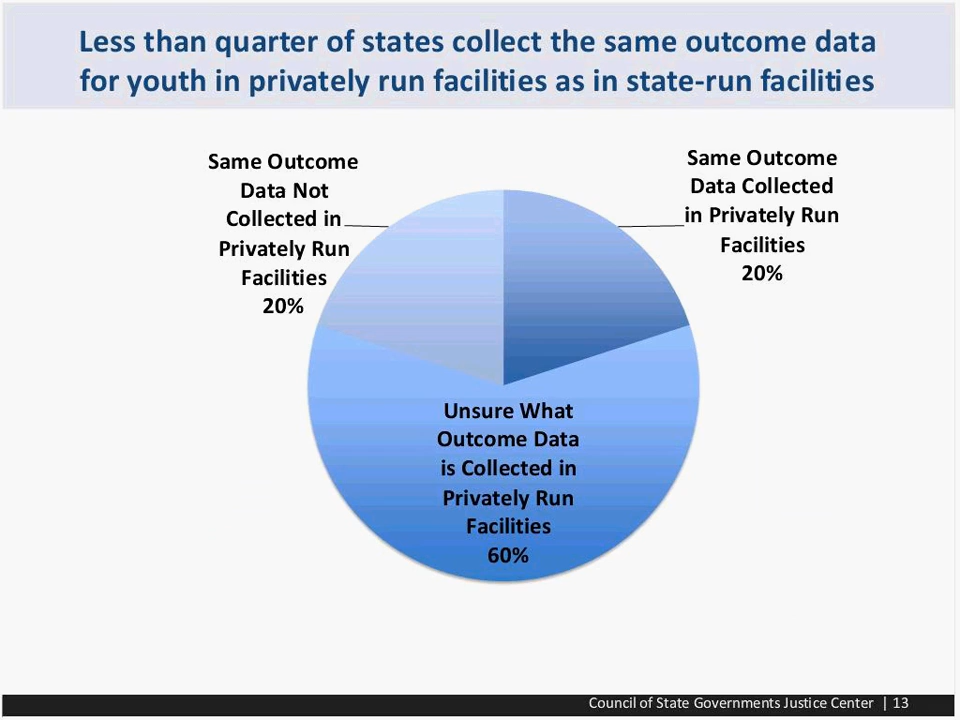 Less than quarter of states collect the same outcome data
for youth in privately run facilities as in state-run facilities
Same Outcome
Data Not
Collected in
Privately Run
Facilities
20%
Same Outcome
Data Collected
in Privately Run
Facilities
20%
Unsure What
Outcome Data
is Collected in
Privately Run
Facilities
60%
Council of State Governments Justice Center | 13